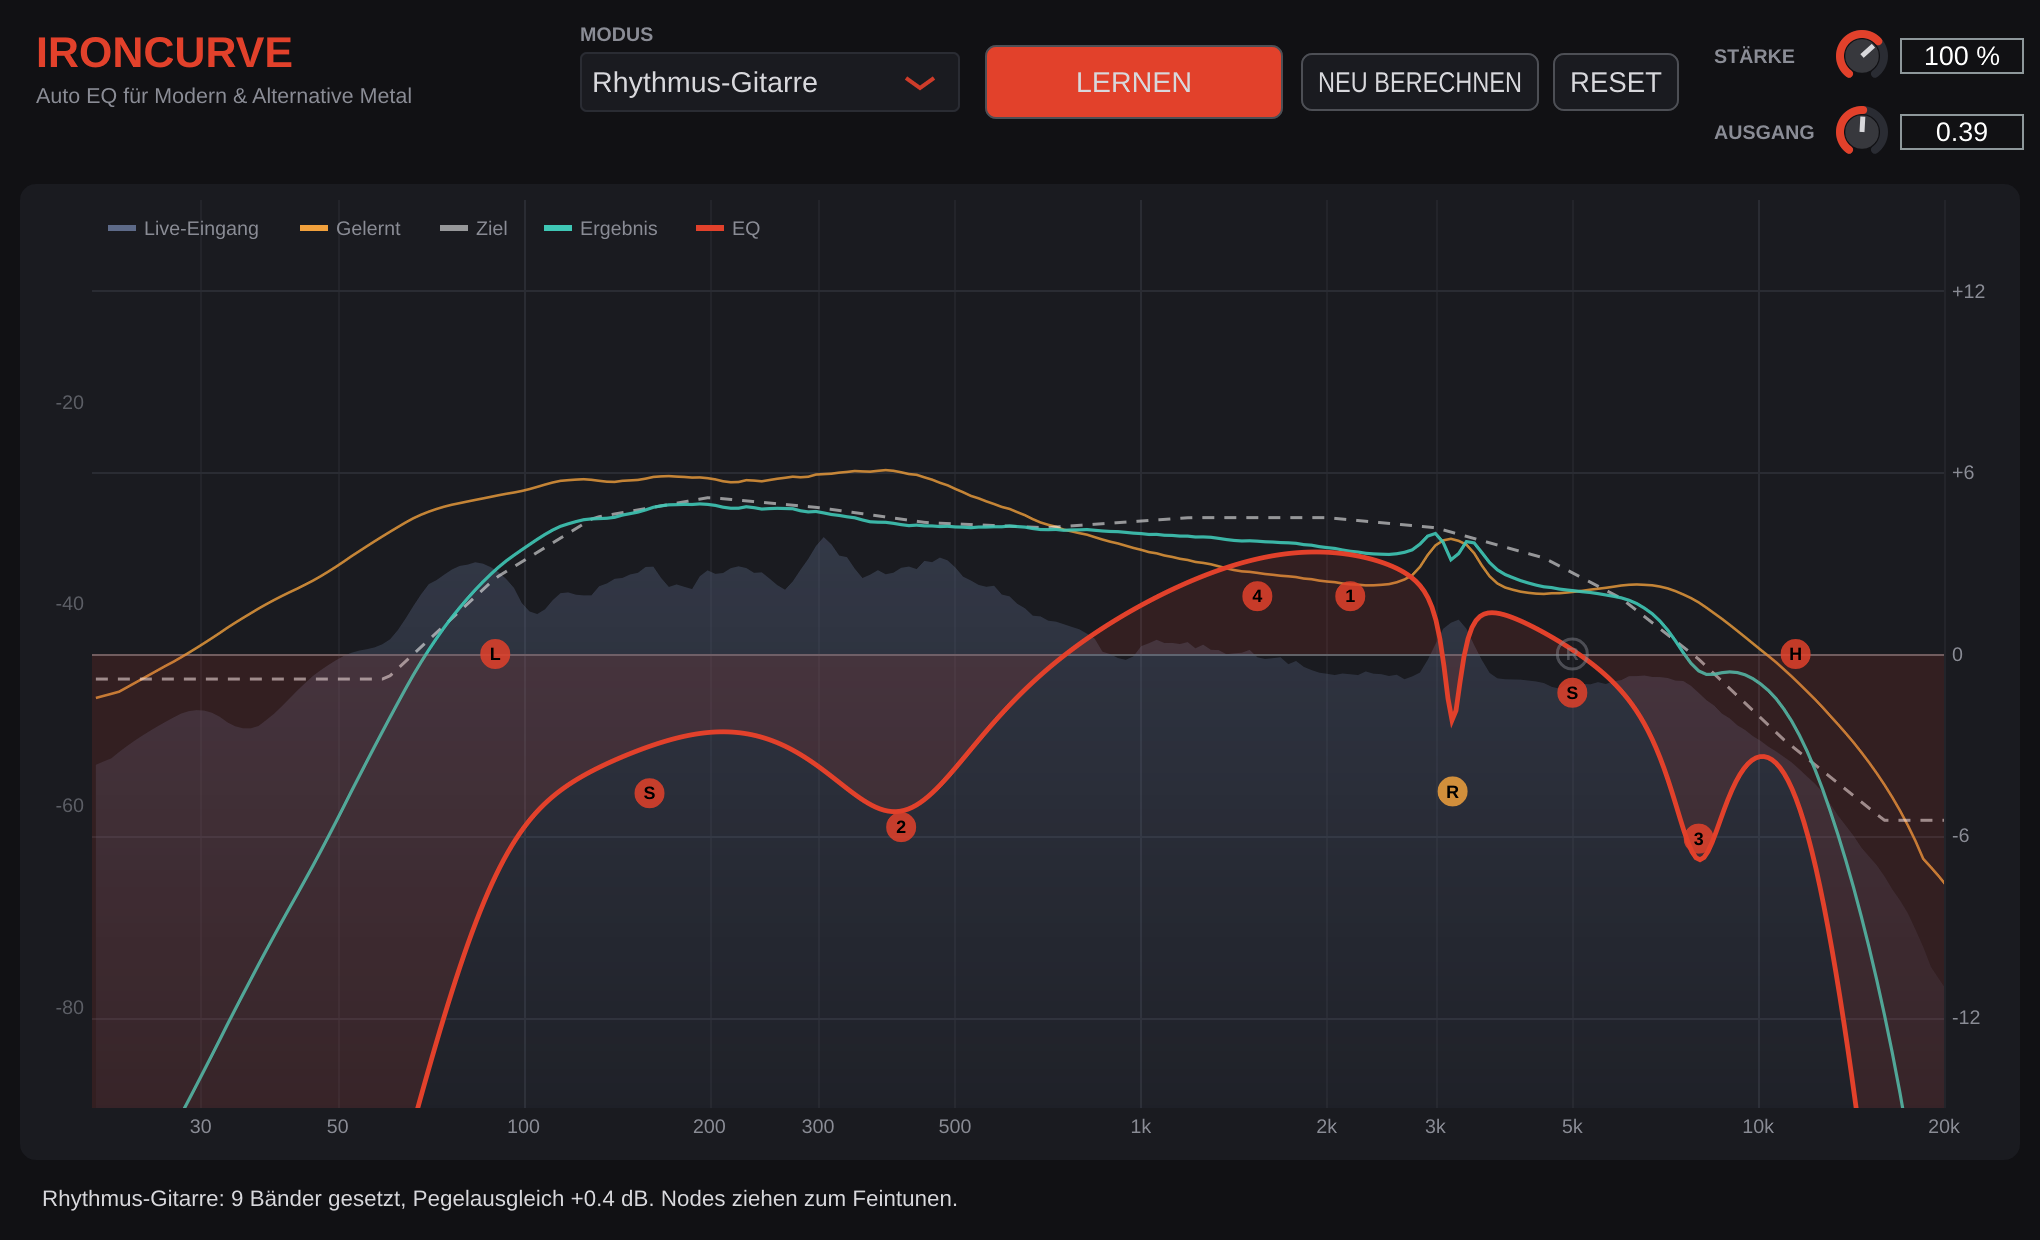 IRONCURVE
Auto EQ für Modern & Alternative Metal
MODUS
Rhythmus-Gitarre
LERNEN
NEU BERECHNEN
RESET
STÄRKE
100 %
AUSGANG
0.39
Live-Eingang
Gelernt
Ziel
Ergebnis
EQ
+12
-20
+6
-40
4
1
L
R
H
0
S
S
R
-60
2
3
-6
-80
-12
30
50
100
200
300
500
1k
2k
3k
5k
10k
20k
Rhythmus-Gitarre: 9 Bänder gesetzt, Pegelausgleich +0.4 dB. Nodes ziehen zum Feintunen.